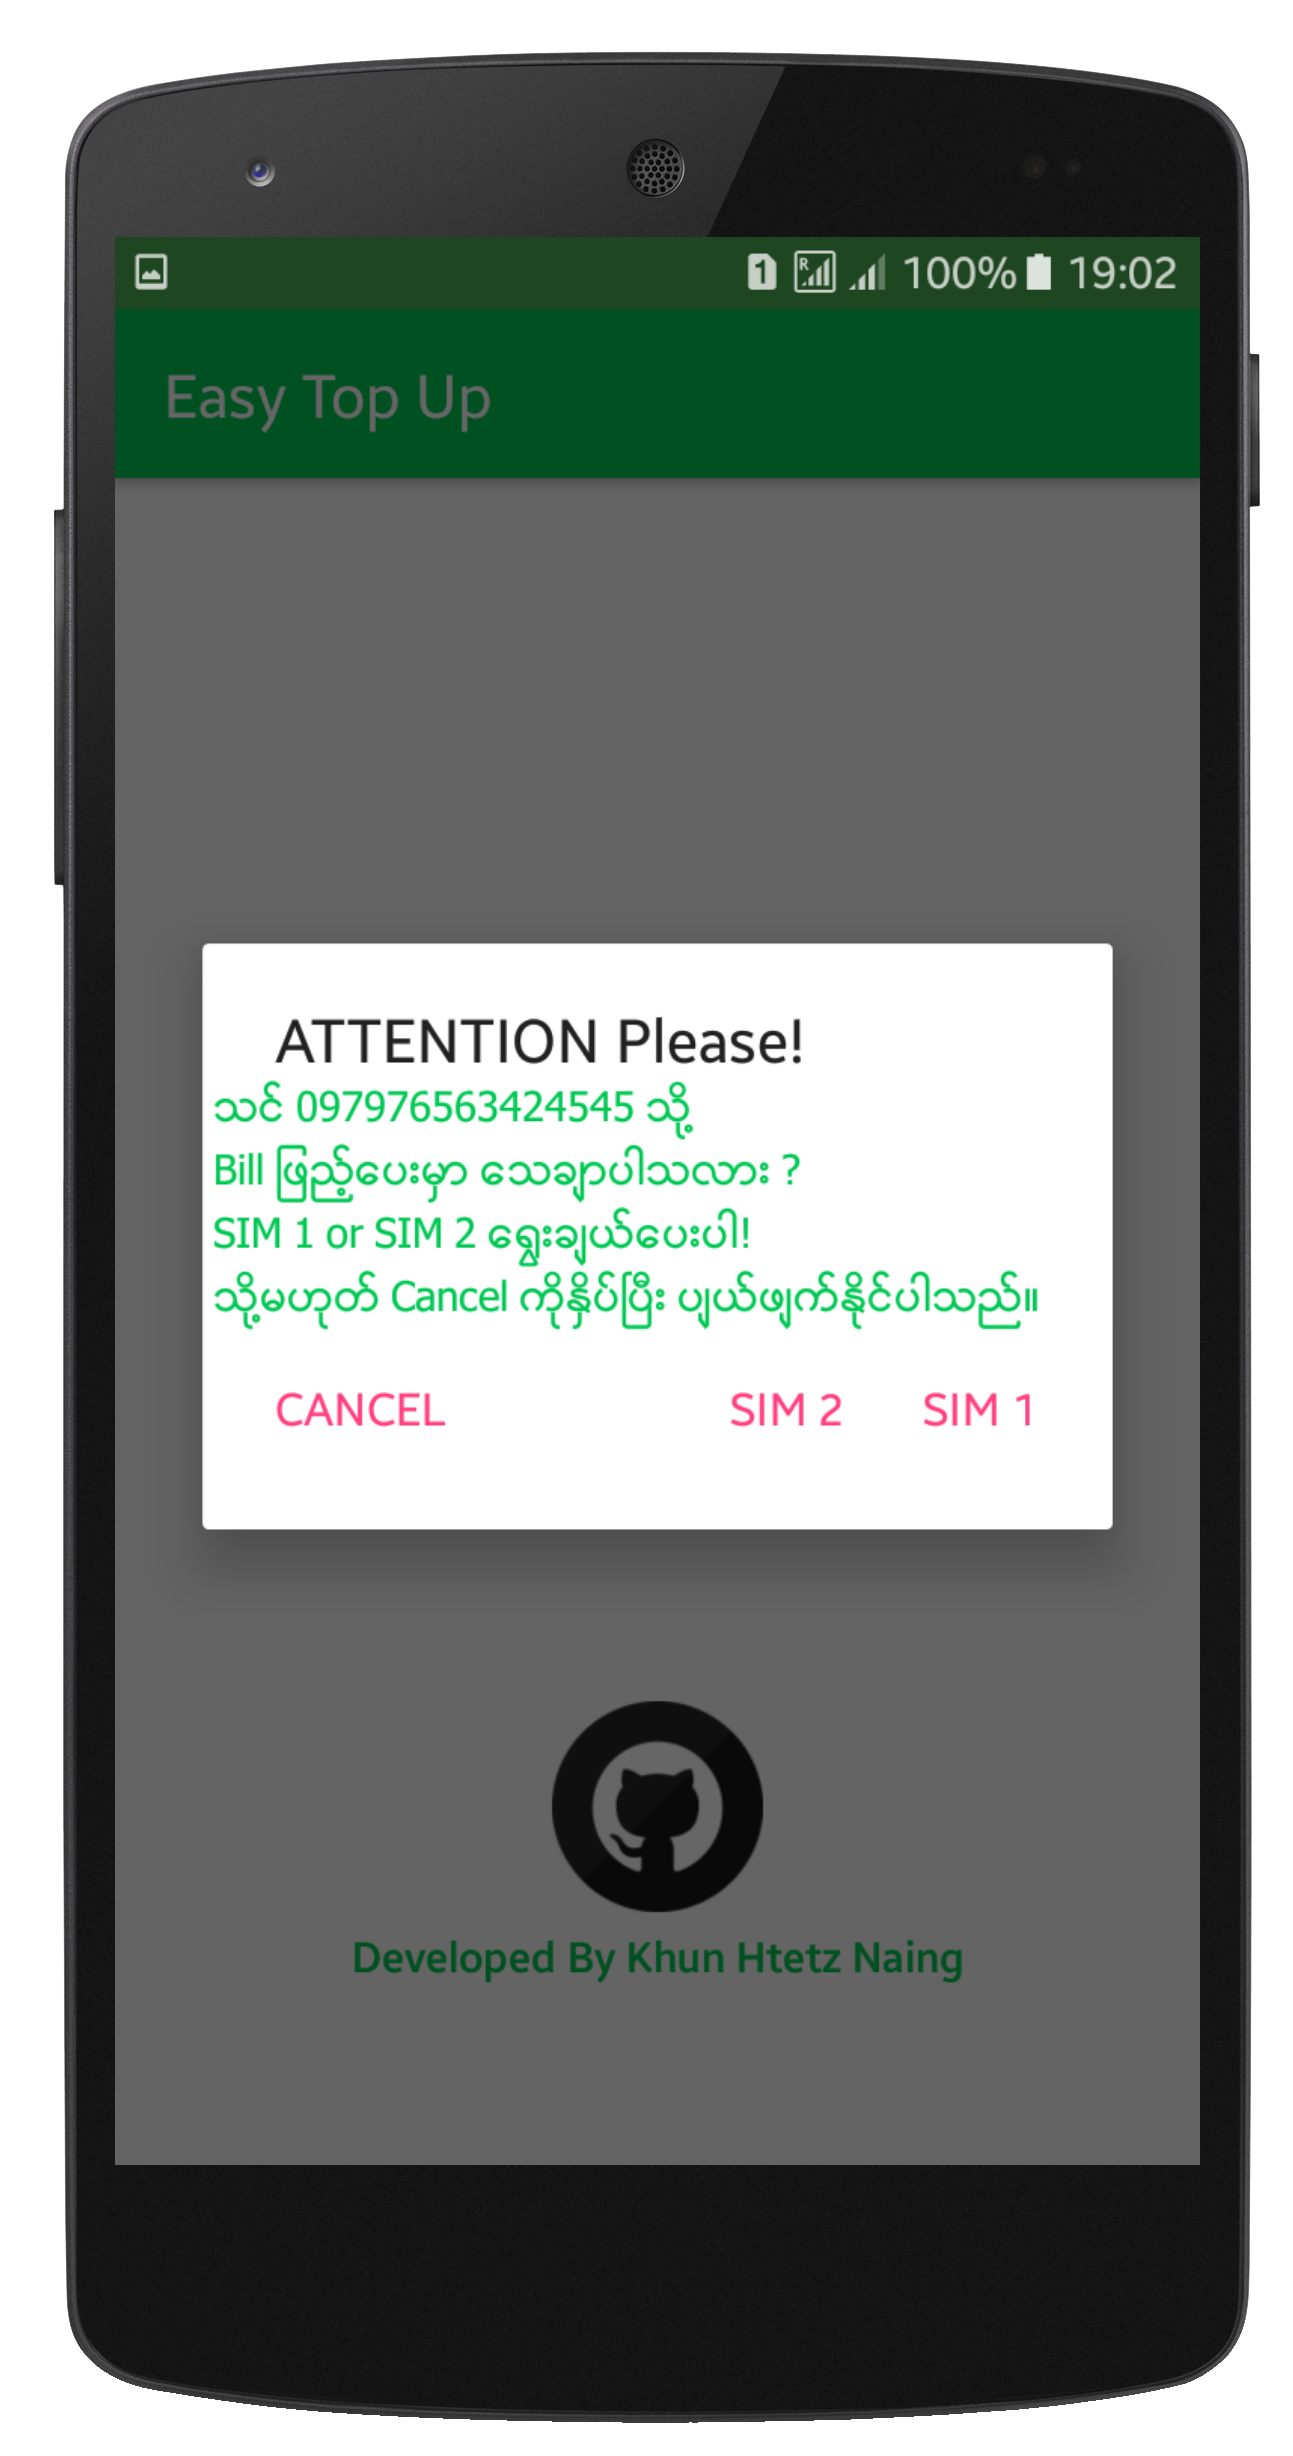 R
1
100%
19:02
Easy Top Up
ATTENTION Please!
သင် 097976563424545 သို့
Bill ဖြည့်ပေးမှာ သေချာပါသလား ?
SIM 1 or SIM 2 ရွေးချယ်ပေးပါ!
သို့မဟုတ် Cancel ကိုနှိပ်ပြီး ပျယ်ဖျက်နိုင်ပါသည်။
CANCEL
SIM 2
SIM 1
Developed By Khun Htetz Naing